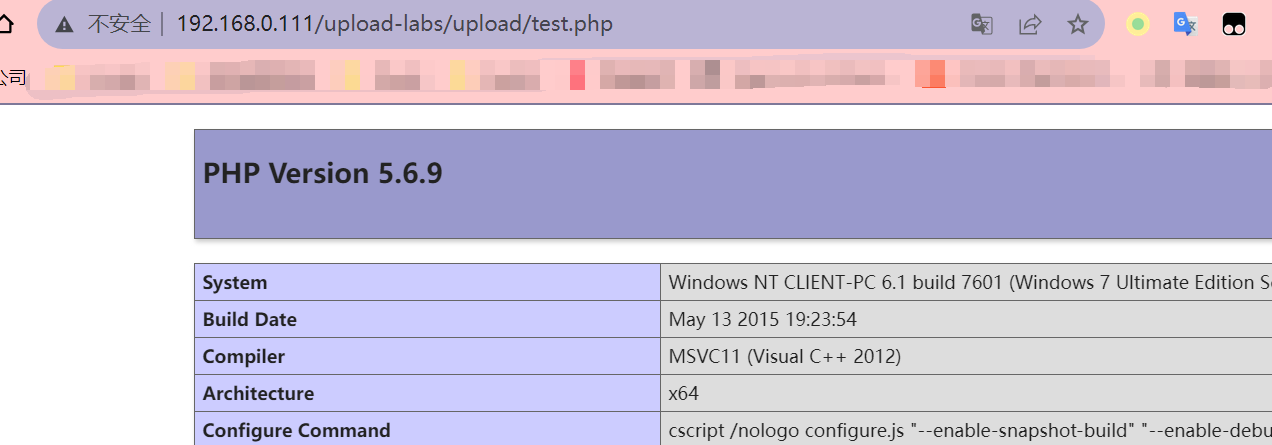 不安全 192.168.0.111/upload-labs/upload/test.php
公司
PHP Version 5.6.9
System Windows NT CLIENT-PC 6.1 build 7601 (Windows 7 Ultimate Edition S
Build Date May 13 2015 19:23:54
Compiler MSVC11 (Visual C++ 2012)
Architecture x64
Configure Command cscript /nologo configure.js "--enable-snapshot-build" "--enable-debu